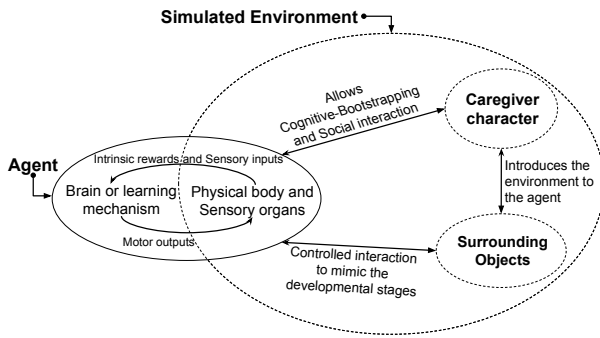 Simulated Environment
Allows
Cognitive-Bootstrapping
and Social interaction
Caregiver
character
Agent
Intrinsic rewards and Sensory inputs
Brain or learning
mechanism
Physical body and
Sensory organs
Motor outputs
Introduces the
environment to
the agent
Controlled interaction
to mimic the
developmental stages
Surrounding
Objects